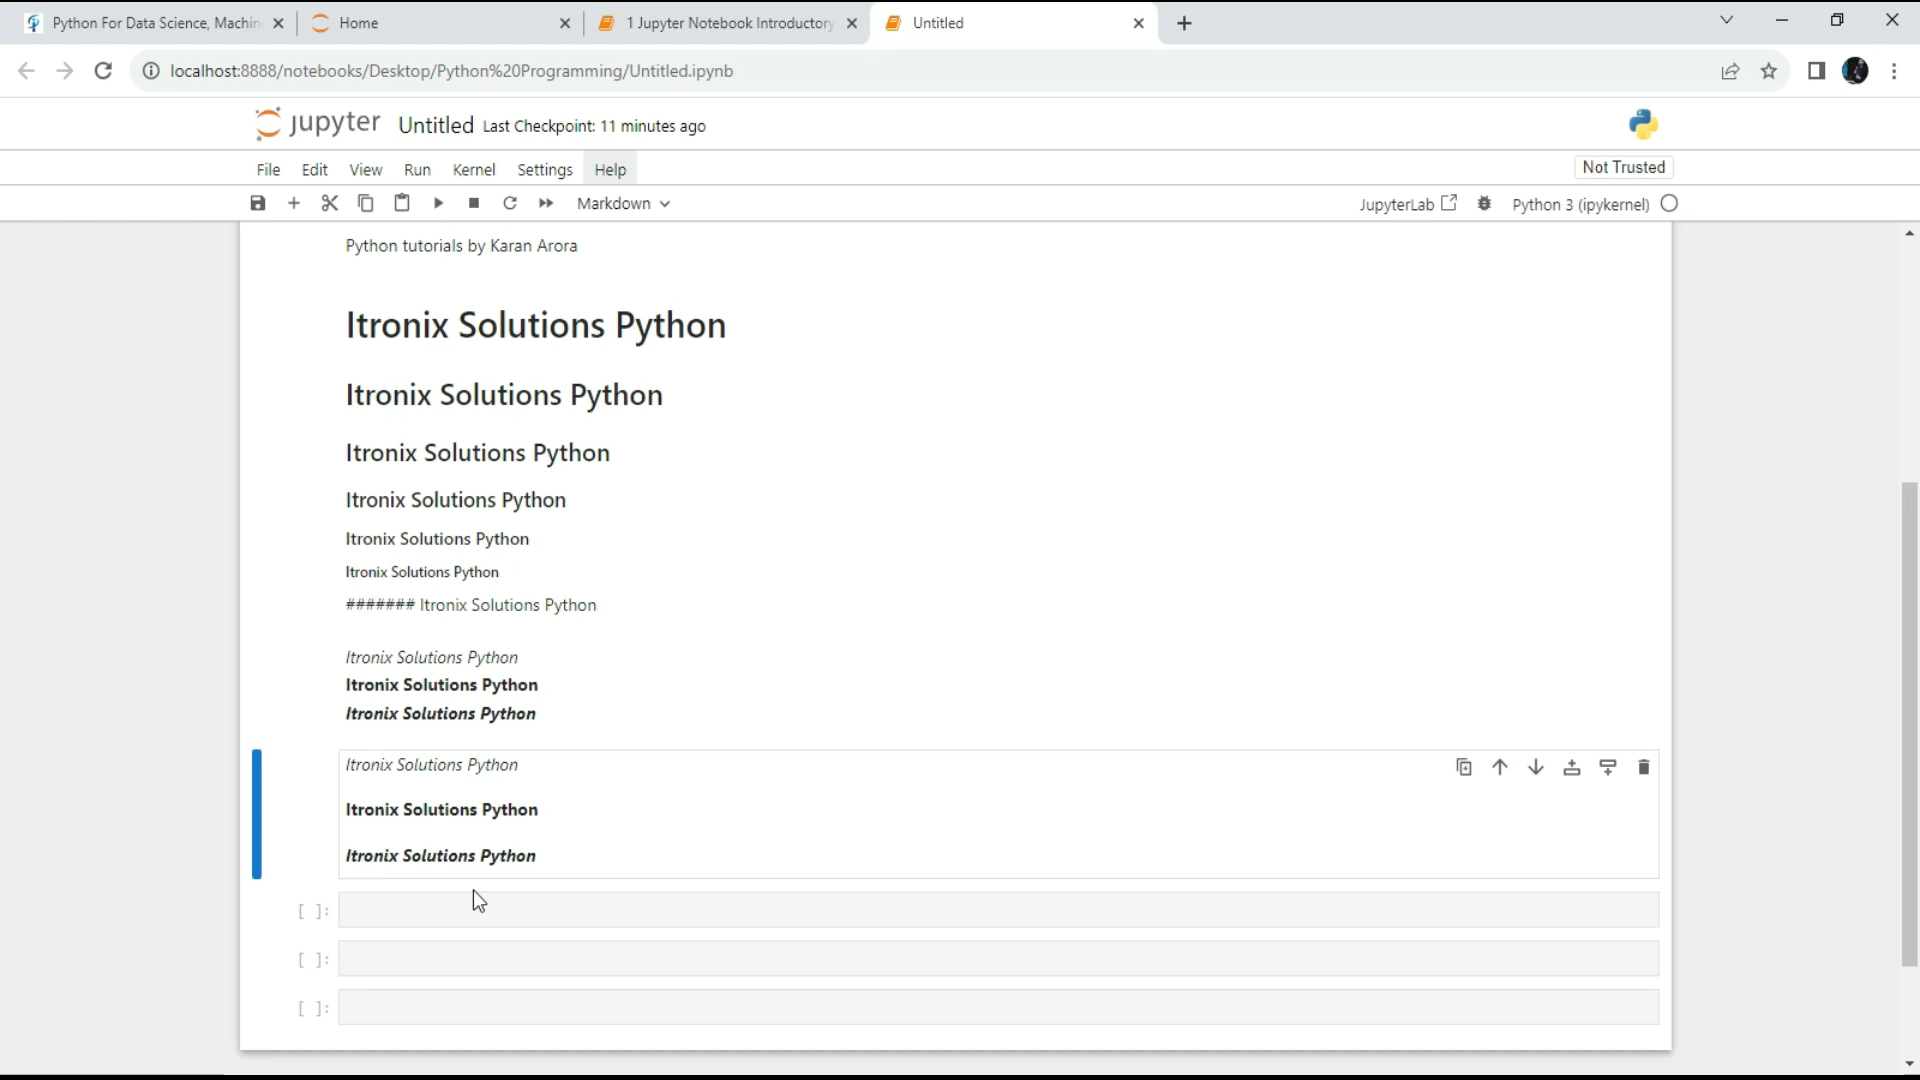 Python For Data Science, Machin
Home
1 Jupyter Notebook Introductory
Untitled
localhost:8888/notebooks/Desktop/Python%20Programming/Untitled.ipynb
jupyter Untitled Last Checkpoint: 11 minutes ago
File Edit View Run Kernel Settings Help
Not Trusted
Markdown
JupyterLab
Python 3 (ipykernel)
Python tutorials by Karan Arora
Itronix Solutions Python
Itronix Solutions Python
Itronix Solutions Python
Itronix Solutions Python
Itronix Solutions Python
Itronix Solutions Python
####### Itronix Solutions Python
Itronix Solutions Python
Itronix Solutions Python
Itronix Solutions Python
Itronix Solutions Python
Itronix Solutions Python
Itronix Solutions Python
[ ]:
[ ]:
[ ]: